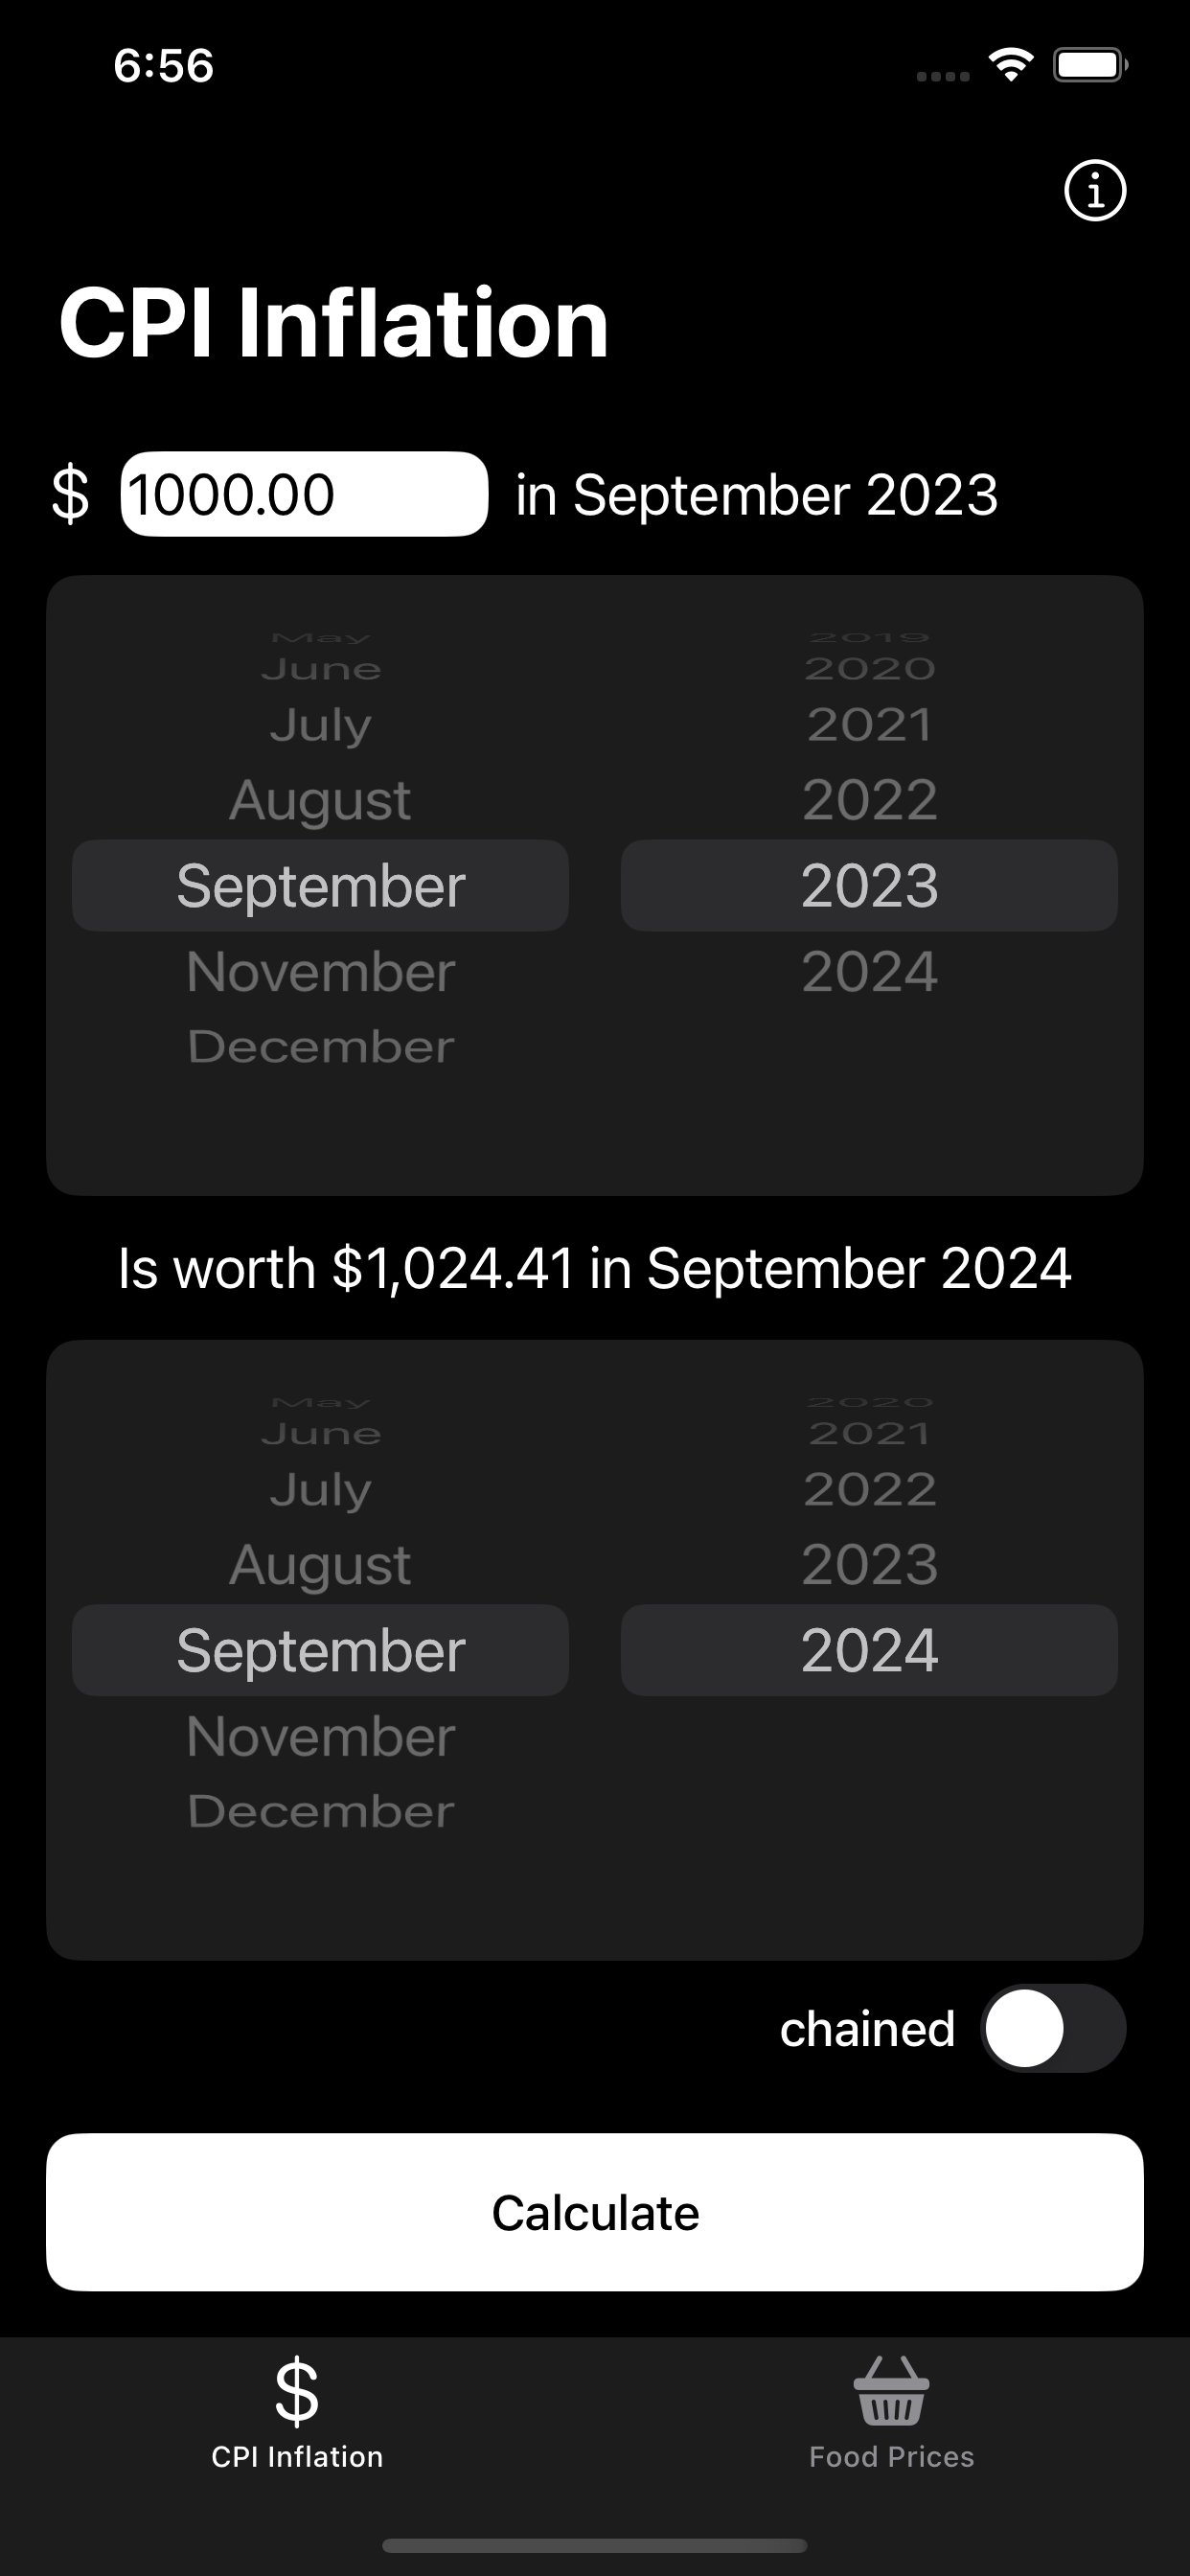 6:56
CPI Inflation
$ 1000.00 in September 2023
May 2019
June 2020
July 2021
August 2022
September 2023
November 2024
December
Is worth $1,024.41 in September 2024
May 2020
June 2021
July 2022
August 2023
September 2024
November
December
chained
Calculate
CPI Inflation Food Prices